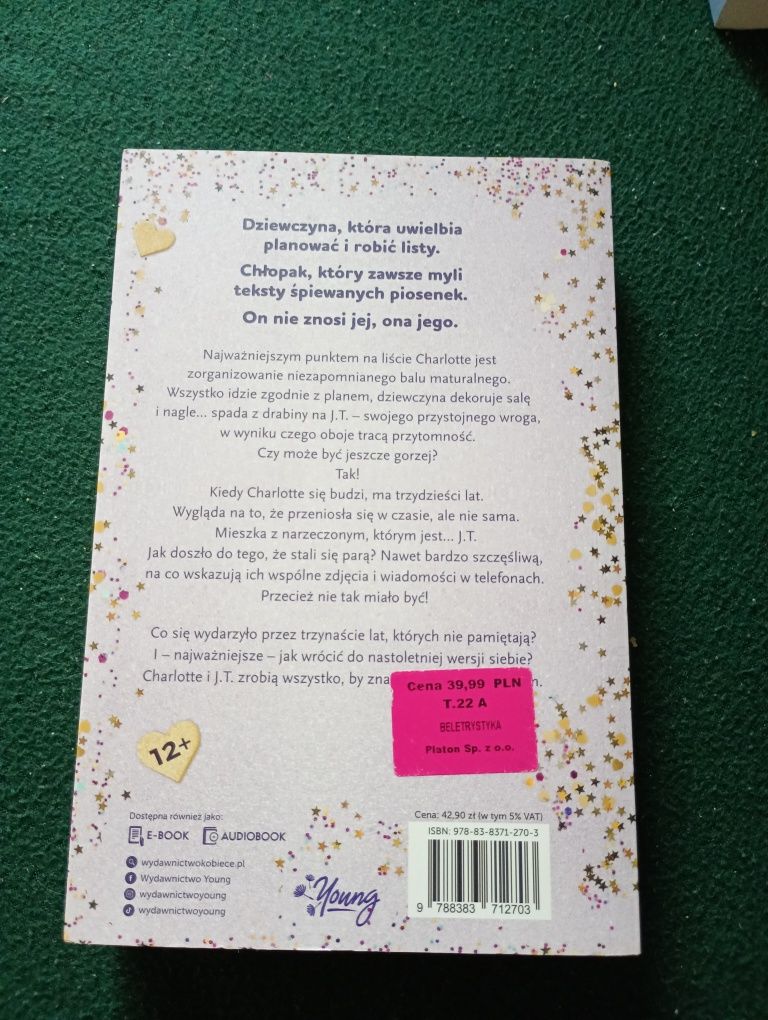 Dziewczyna, która uwielbia
planować i robić listy.
Chłopak, który zawsze myli
teksty śpiewanych piosenek.
On nie znosi jej, ona jego.
Najważniejszym punktem na liście Charlotte jest
zorganizowanie niezapomnianego balu maturalnego.
Wszystko idzie zgodnie z planem, dziewczyna dekoruje salę
i nagle... spada z drabiny na J.T. – swojego przystojnego wroga,
w wyniku czego oboje tracą przytomność.
Czy może być jeszcze gorzej?
Tak!
Kiedy Charlotte się budzi, ma trzydzieści lat.
Wygląda na to, że przeniosła się w czasie, ale nie sama.
Mieszka z narzeczonym, którym jest... J.T.
Jak doszło do tego, że stali się parą? Nawet bardzo szczęśliwą,
na co wskazują ich wspólne zdjęcia i wiadomości w telefonach.
Przecież nie tak miało być!
Co się wydarzyło przez trzynaście lat, których nie pamiętają?
I – najważniejsze – jak wrócić do nastoletniej wersji siebie?
Charlotte i J.T. zrobią wszystko, by
Cena 39,99 PLN
T.22 A
BELETRYSTYKA
Platon Sp. z o.o.
12+
Dostępna również jako:
E-BOOK AUDIOBOOK
wydawnictwokobiece.pl
Wydawnictwo Young
wydawnictwoyoung
wydawnictwoyoung
Young
Cena: 42,90 zł (w tym 5% VAT)
ISBN: 978-83-8371-270-3
9 788383 712703